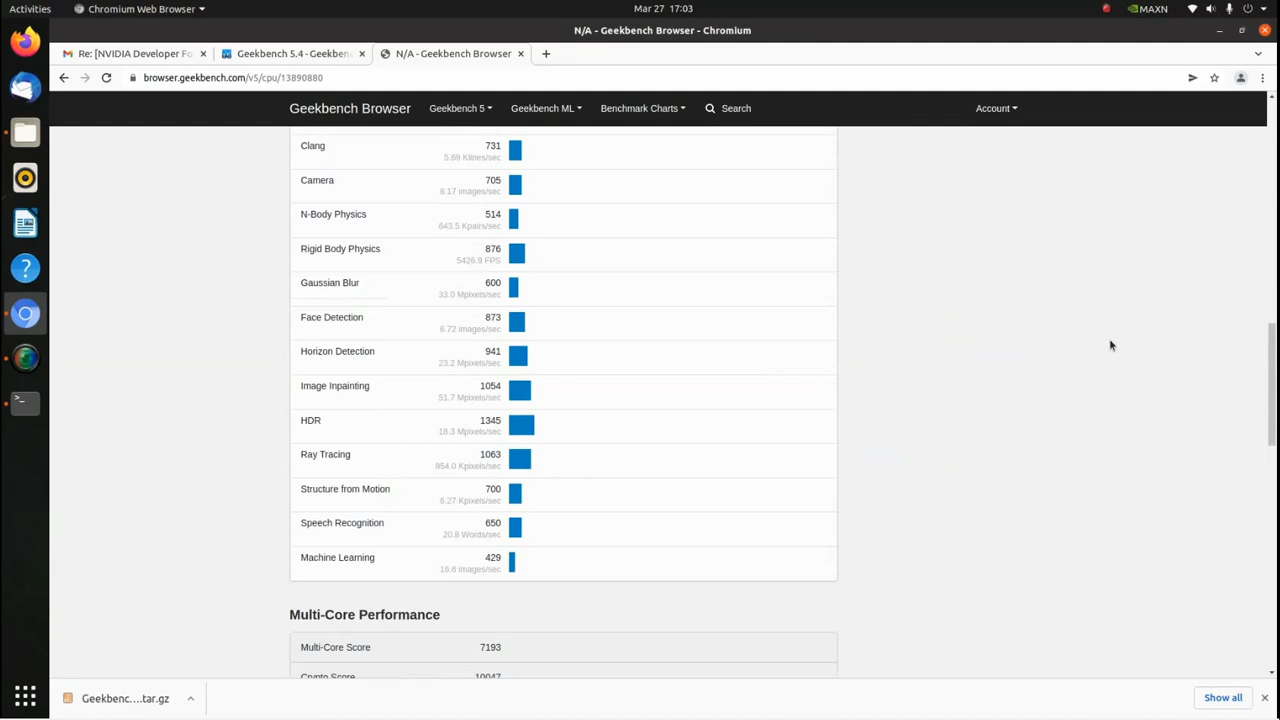 Activities
Chromium Web Browser
Mar 27 17:03
MAXN
N/A - Geekbench Browser - Chromium
Re: [NVIDIA Developer Fo
Geekbench 5.4 - Geekben
N/A - Geekbench Browser
browser.geekbench.com/v5/cpu/13890880
Geekbench Browser
Geekbench 5
Geekbench ML
Benchmark Charts
Search
Account
Clang 731
5.69 Klines/sec
Camera 705
8.17 images/sec
N-Body Physics 514
643.5 Kpairs/sec
Rigid Body Physics 876
5426.9 FPS
Gaussian Blur 600
33.0 Mpixels/sec
Face Detection 873
6.72 images/sec
Horizon Detection 941
23.2 Mpixels/sec
Image Inpainting 1054
51.7 Mpixels/sec
HDR 1345
18.3 Mpixels/sec
Ray Tracing 1063
854.0 Kpixels/sec
Structure from Motion 700
6.27 Kpixels/sec
Speech Recognition 650
20.8 Words/sec
Machine Learning 429
16.6 images/sec
Multi-Core Performance
Multi-Core Score 7193
Crypto Score 10047
Geekbenc....tar.gz
Show all